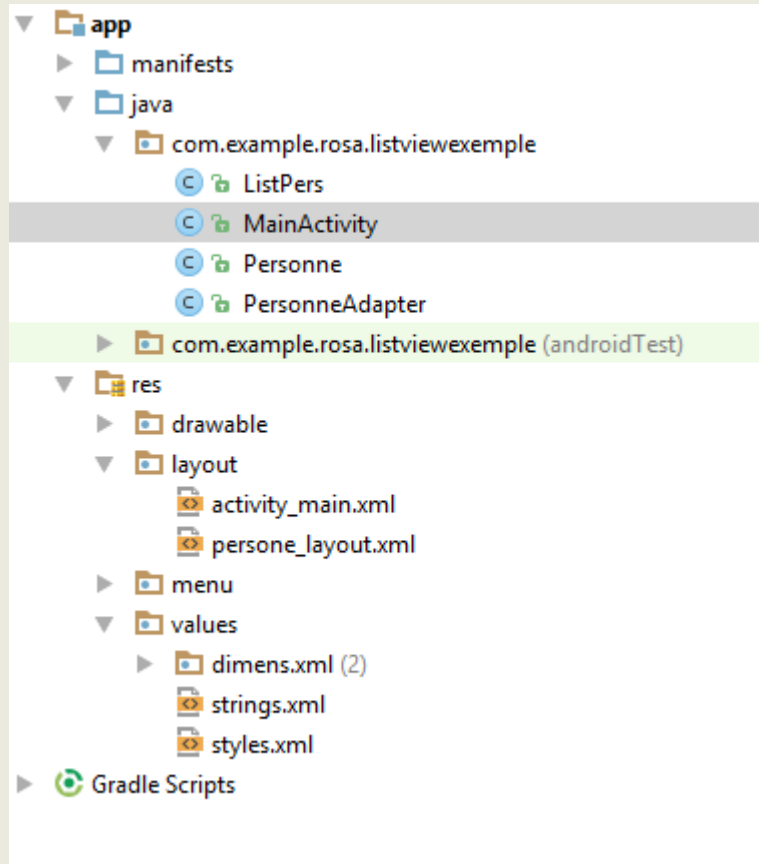 app
manifests
java
com.example.rosa.listviewexemple
C ListPers
C MainActivity
C Personne
C PersonneAdapter
com.example.rosa.listviewexemple (androidTest)
res
drawable
layout
activity_main.xml
persone_layout.xml
menu
values
dimens.xml (2)
strings.xml
styles.xml
Gradle Scripts